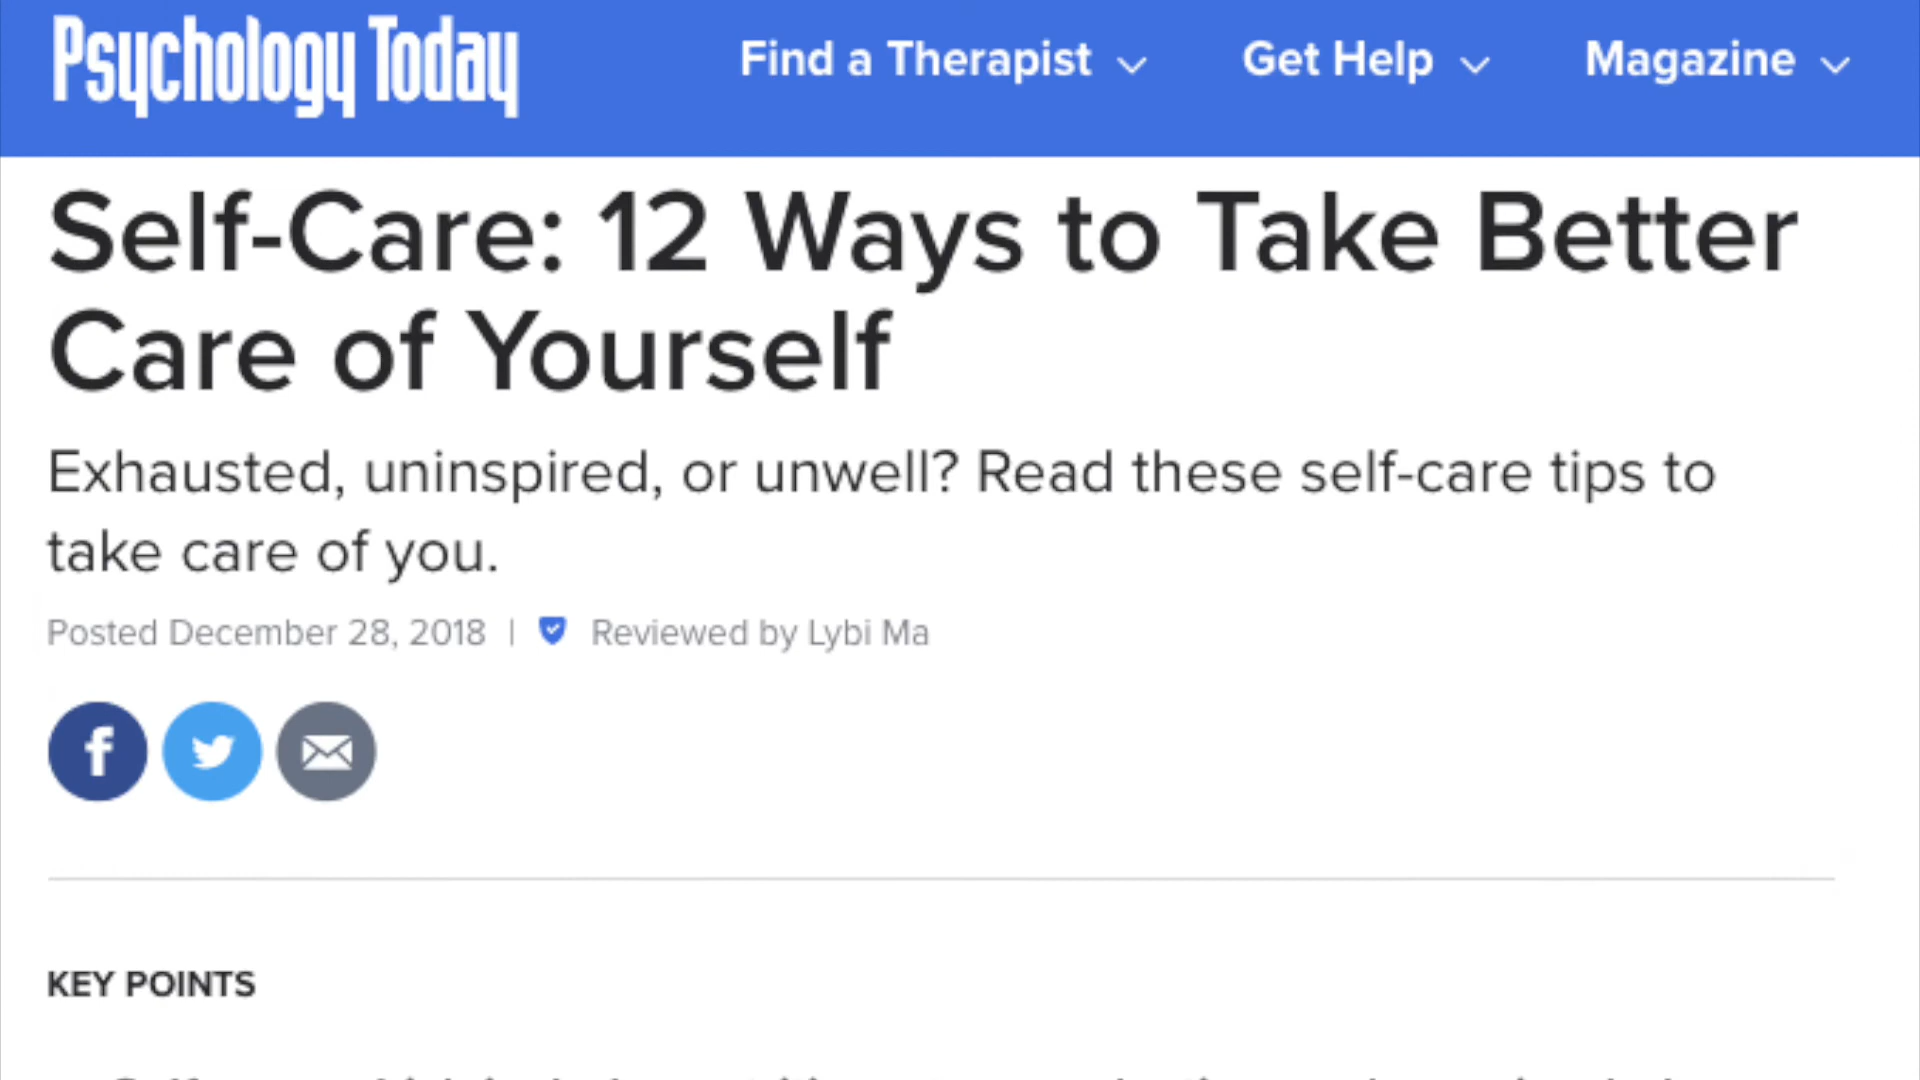 Psychology Today
Find a Therapist
Get Help
Magazine
Self-Care: 12 Ways to Take Better
Care of Yourself
Exhausted, uninspired, or unwell? Read these self-care tips to
take care of you.
Posted December 28, 2018 | Reviewed by Lybi Ma
KEY POINTS